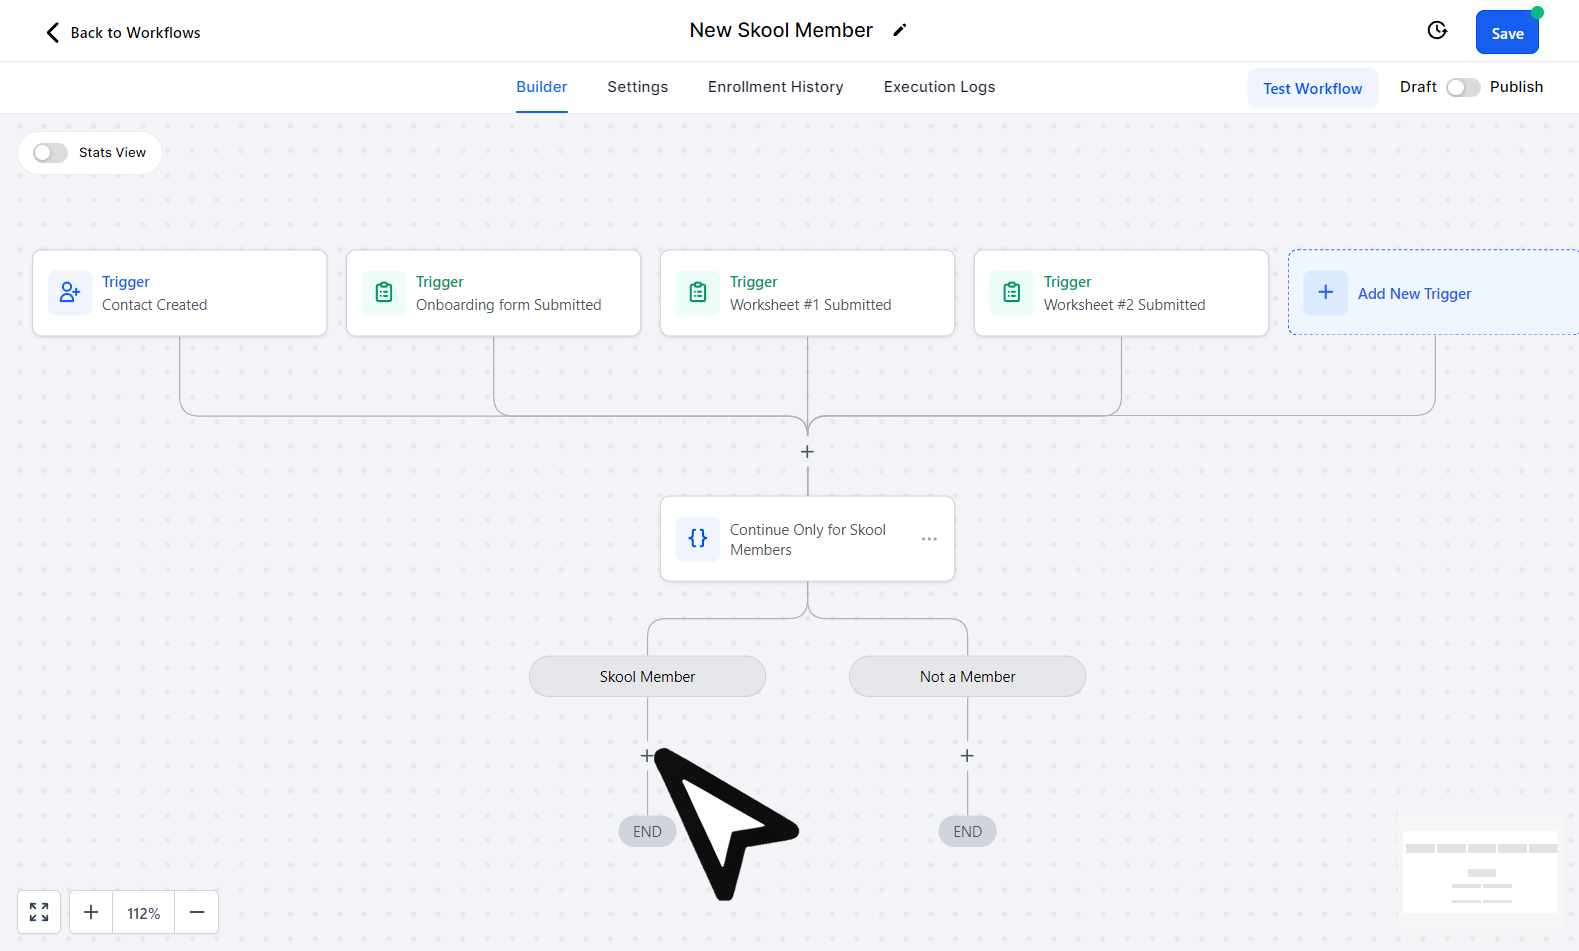 Back to Workflows
New Skool Member
Save
Builder
Settings
Enrollment History
Execution Logs
Test Workflow
Draft
Publish
Stats View
Trigger
Contact Created
Trigger
Onboarding form Submitted
Trigger
Worksheet #1 Submitted
Trigger
Worksheet #2 Submitted
Add New Trigger
Continue Only for Skool
Members
Skool Member
Not a Member
END
END
112%